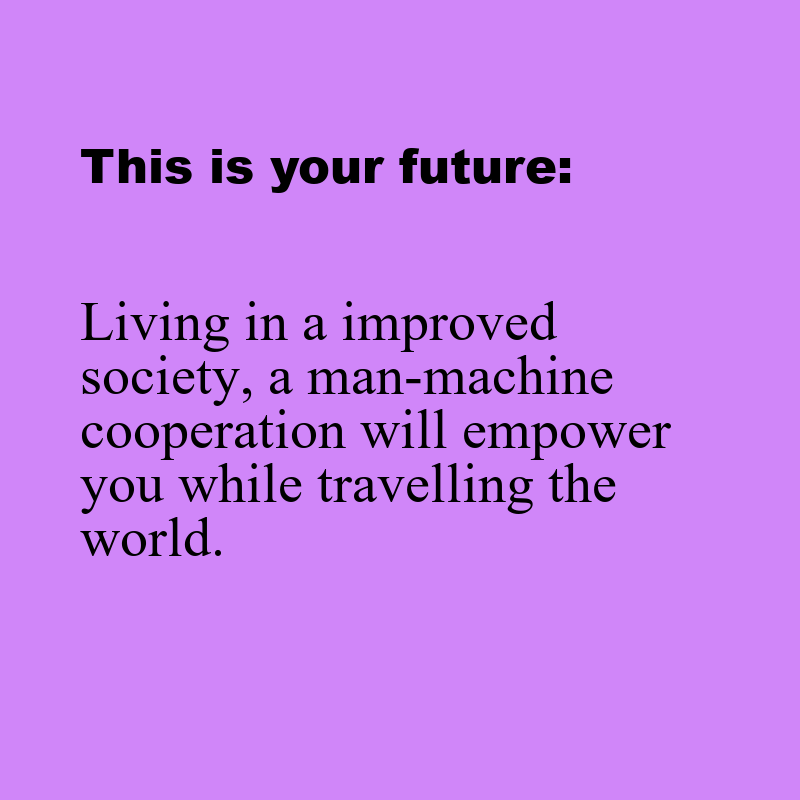 This is your future:
Living in a improved
society, a man-machine
cooperation will empower
you while travelling the
world.